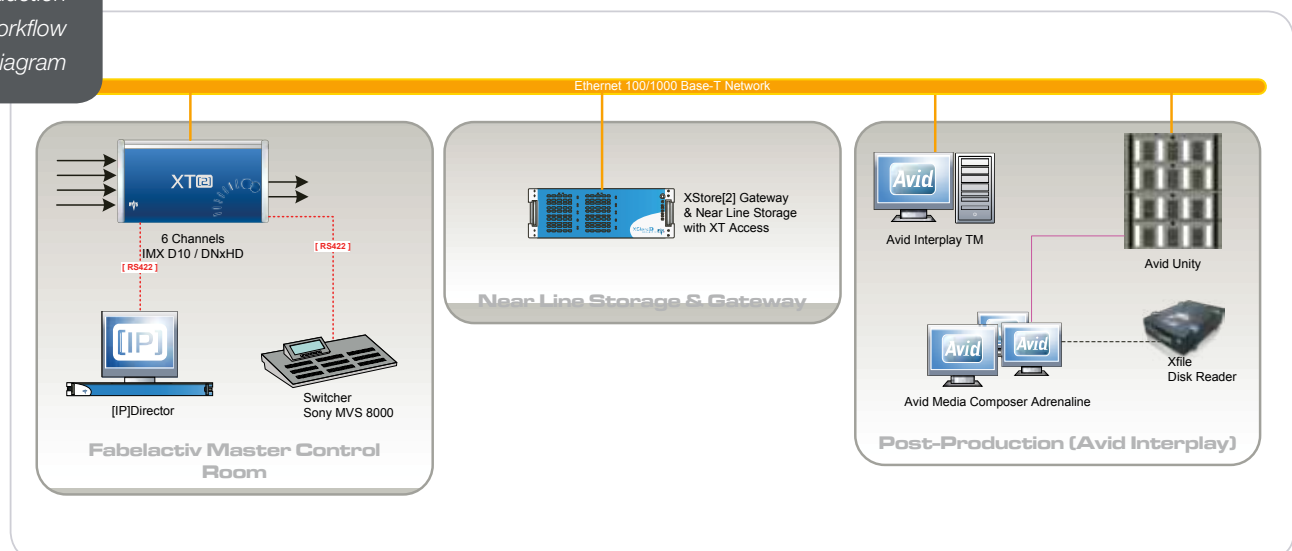 orkflow
iagram
Ethernet 100/1000 Base-T Network
XT[2]
6 Channels
IMX D10 / DNxHD
[ RS422 ]
[ RS422 ]
[IP]
[IP]Director
Switcher
Sony MVS 8000
Fabelactiv Master Control
Room
XStore[2] Gateway
& Near Line Storage
with XT Access
Near Line Storage & Gateway
Avid
Avid Interplay TM
Avid Unity
Avid
Avid
Avid Media Composer Adrenaline
Xfile
Disk Reader
Post-Production (Avid Interplay)